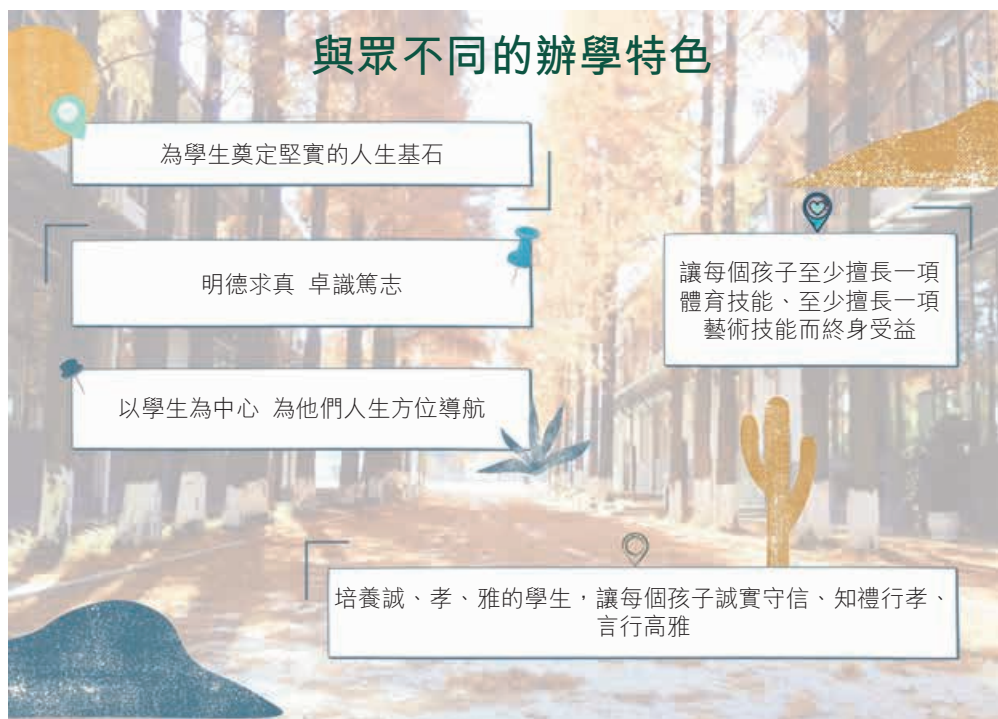 與眾不同的辦學特色
為學生奠定堅實的人生基石
明德求真 卓識篤志
以學生為中心 為他們人生方位導航
讓每個孩子至少擅長一項
體育技能、至少擅長一項
藝術技能而終身受益
培養誠、孝、雅的學生，讓每個孩子誠實守信、知禮行孝、
言行高雅